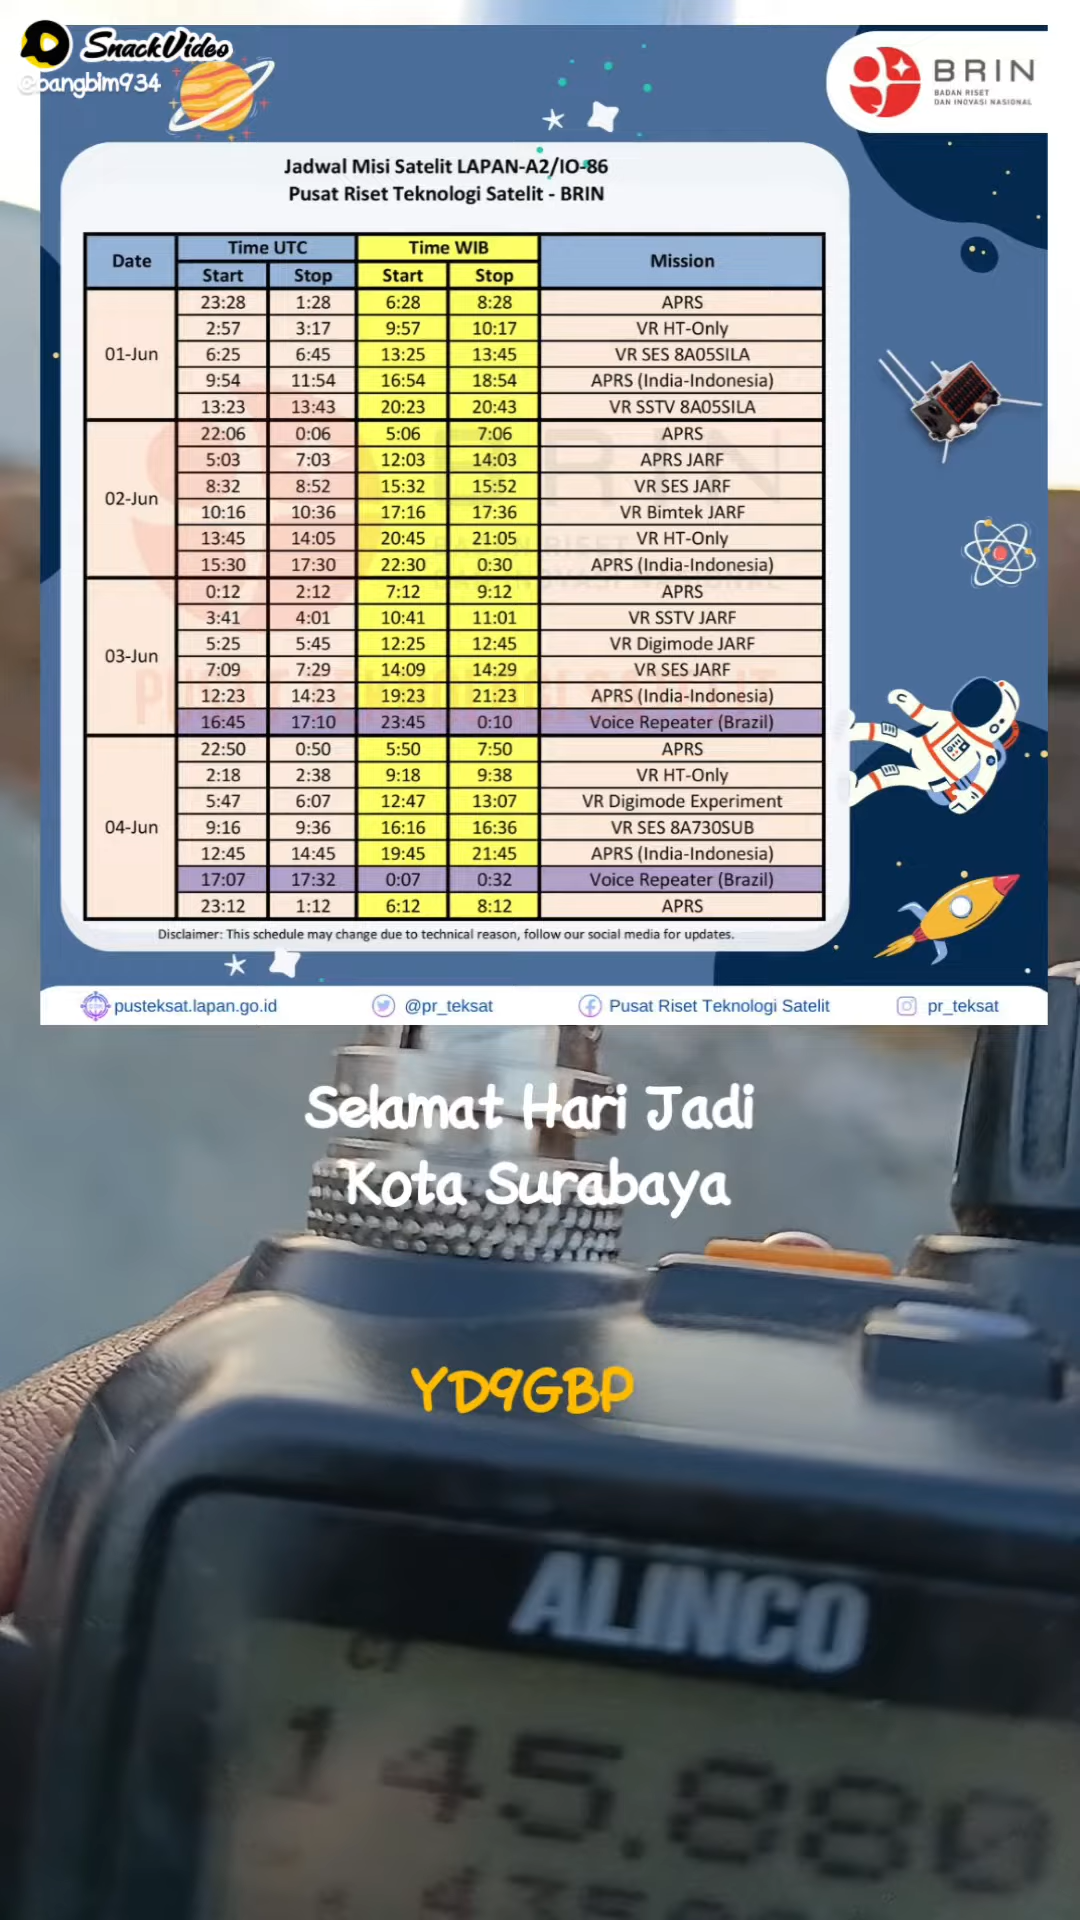 SnackVideo
@bangbim934
BRIN
BADAN RISET
DAN INOVASI NASIONAL
Jadwal Misi Satelit LAPAN-A2/IO-86
Pusat Riset Teknologi Satelit - BRIN
Date Time UTC Time WIB Mission
Start Stop Start Stop
01-Jun
23:28 1:28 6:28 8:28 APRS
2:57 3:17 9:57 10:17 VR HT-Only
6:25 6:45 13:25 13:45 VR SES 8A05SILA
9:54 11:54 16:54 18:54 APRS (India-Indonesia)
13:23 13:43 20:23 20:43 VR SSTV 8A05SILA
02-Jun
22:06 0:06 5:06 7:06 APRS
5:03 7:03 12:03 14:03 APRS JARF
8:32 8:52 15:32 15:52 VR SES JARF
10:16 10:36 17:16 17:36 VR Bimtek JARF
13:45 14:05 20:45 21:05 VR HT-Only
15:30 17:30 22:30 0:30 APRS (India-Indonesia)
03-Jun
0:12 2:12 7:12 9:12 APRS
3:41 4:01 10:41 11:01 VR SSTV JARF
5:25 5:45 12:25 12:45 VR Digimode JARF
7:09 7:29 14:09 14:29 VR SES JARF
12:23 14:23 19:23 21:23 APRS (India-Indonesia)
16:45 17:10 23:45 0:10 Voice Repeater (Brazil)
04-Jun
22:50 0:50 5:50 7:50 APRS
2:18 2:38 9:18 9:38 VR HT-Only
5:47 6:07 12:47 13:07 VR Digimode Experiment
9:16 9:36 16:16 16:36 VR SES 8A730SUB
12:45 14:45 19:45 21:45 APRS (India-Indonesia)
17:07 17:32 0:07 0:32 Voice Repeater (Brazil)
23:12 1:12 6:12 8:12 APRS
Disclaimer: This schedule may change due to technical reason, follow our social media for updates.
pusteksat.lapan.go.id @pr_teksat Pusat Riset Teknologi Satelit pr_teksat
Selamat Hari Jadi
Kota Surabaya
YD9GBP
ALINCO
CT
145.880